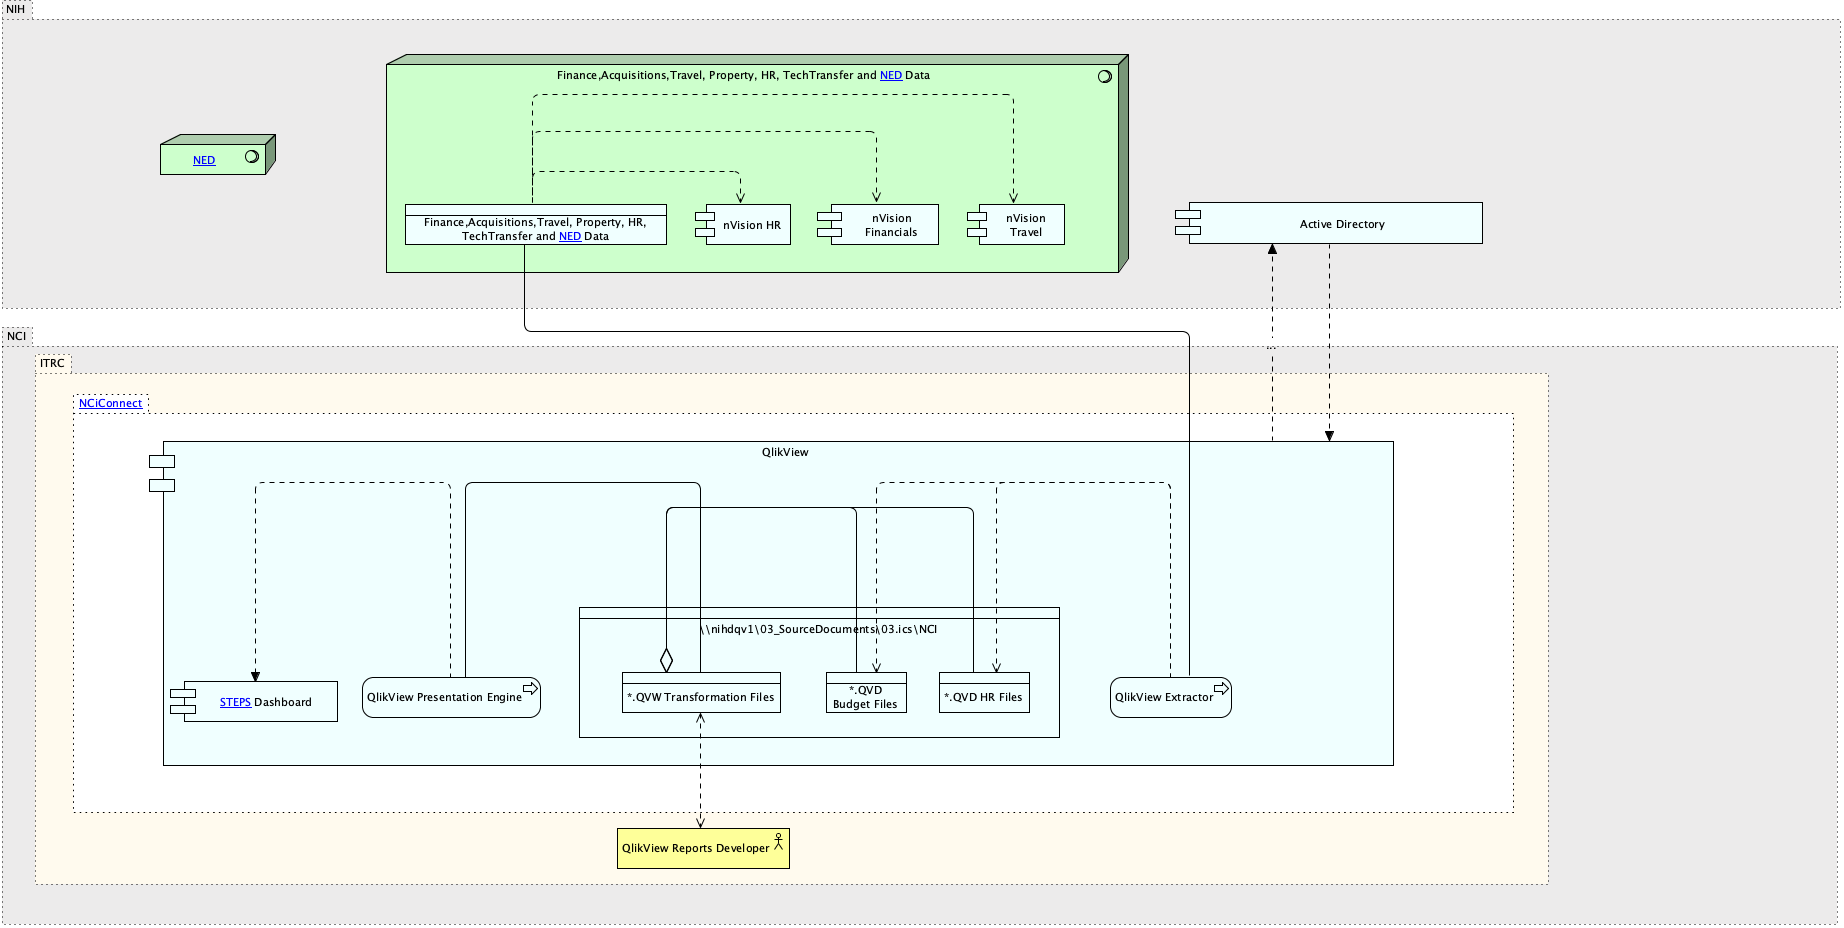 NIH
Finance,Acquisitions,Travel, Property, HR, TechTransfer and NED Data
NED
Finance,Acquisitions,Travel, Property, HR,
TechTransfer and NED Data
nVision HR
nVision
Financials
nVision
Travel
Active Directory
NCI
ITRC
NCiConnect
QlikView
\\nihdqv1\03_SourceDocuments\03.ics\NCI
STEPS Dashboard
QlikView Presentation Engine
*.QVW Transformation Files
*.QVD
Budget Files
*.QVD HR Files
QlikView Extractor
QlikView Reports Developer